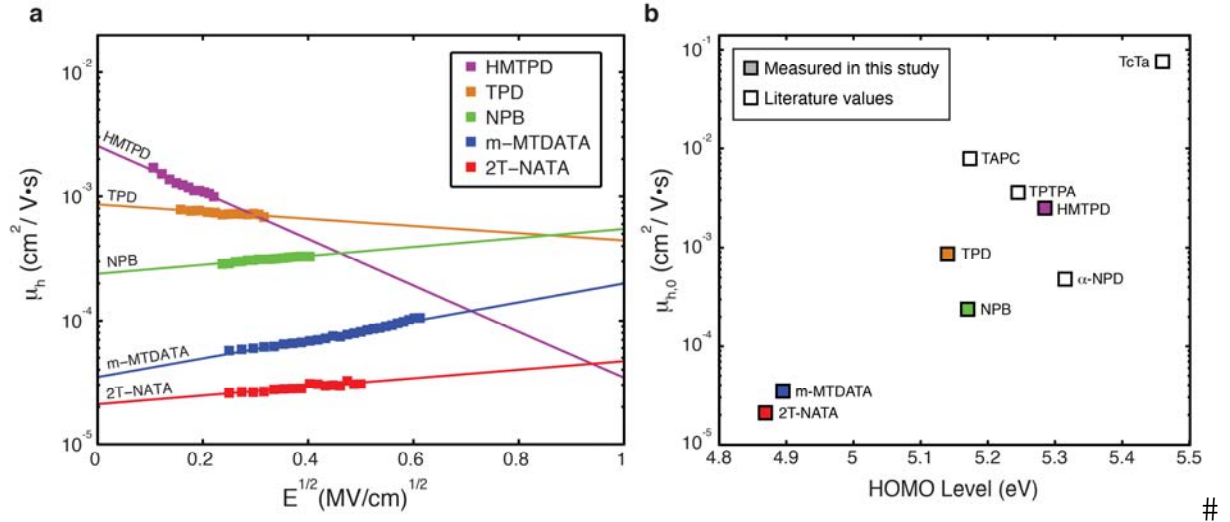 a
10⁻²
10⁻³
10⁻⁴
10⁻⁵
μh (cm²/ V•s)
HMTPD
TPD
NPB
m−MTDATA
2T−NATA
HMTPD
TPD
NPB
m−MTDATA
2T−NATA
0 0.2 0.4 0.6 0.8 1
E^1/2(MV/cm)^1/2
b
10⁻¹
10⁻²
10⁻³
10⁻⁴
10⁻⁵
μh,0 (cm²/ V•s)
Measured in this study
Literature values
TcTa
TAPC
TPTPA
HMTPD
TPD
α-NPD
NPB
m-MTDATA
2T-NATA
4.8 4.9 5 5.1 5.2 5.3 5.4 5.5
HOMO Level (eV)
#